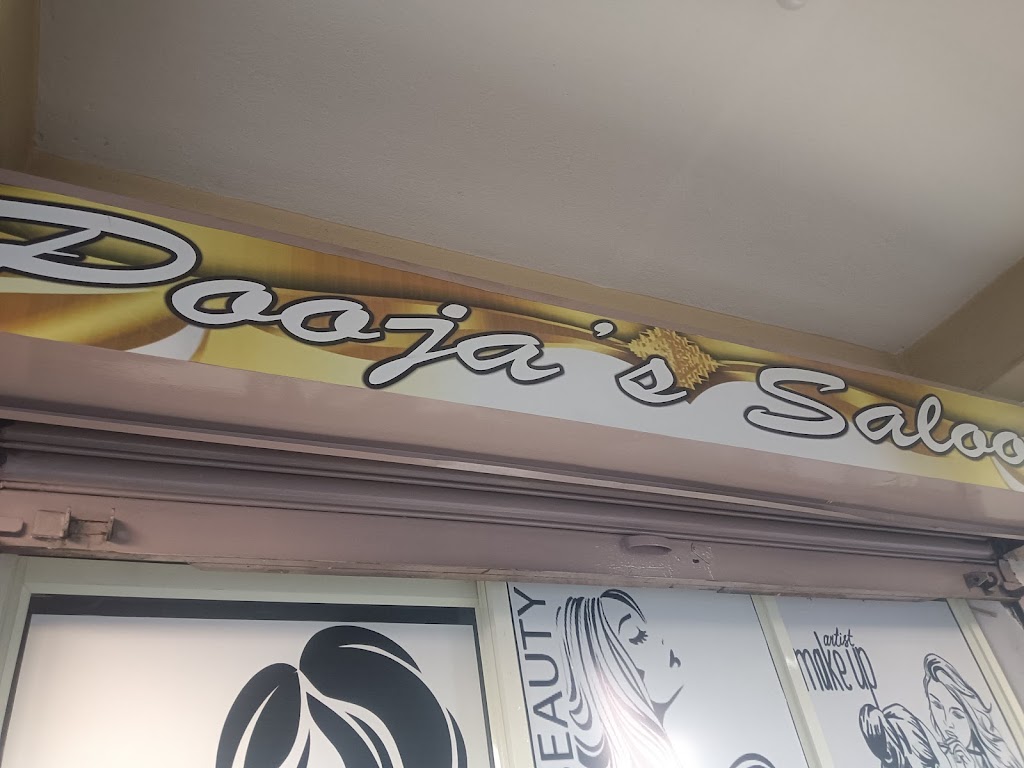 Pooja's Saloo
BEAUTY
artist
make up